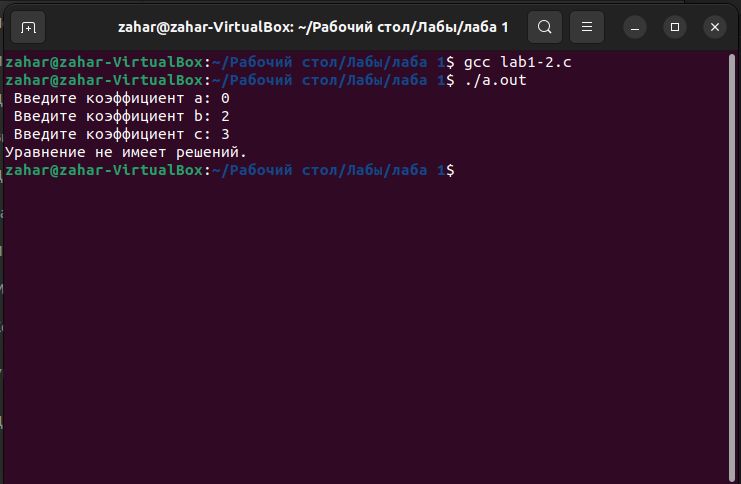 zahar@zahar-VirtualBox: ~/Рабочий стол/Лабы/лаба 1
zahar@zahar-VirtualBox:~/Рабочий стол/Лабы/лаба 1$ gcc lab1-2.c
zahar@zahar-VirtualBox:~/Рабочий стол/Лабы/лаба 1$ ./a.out
Введите коэффициент a: 0
Введите коэффициент b: 2
Введите коэффициент c: 3
Уравнение не имеет решений.
zahar@zahar-VirtualBox:~/Рабочий стол/Лабы/лаба 1$